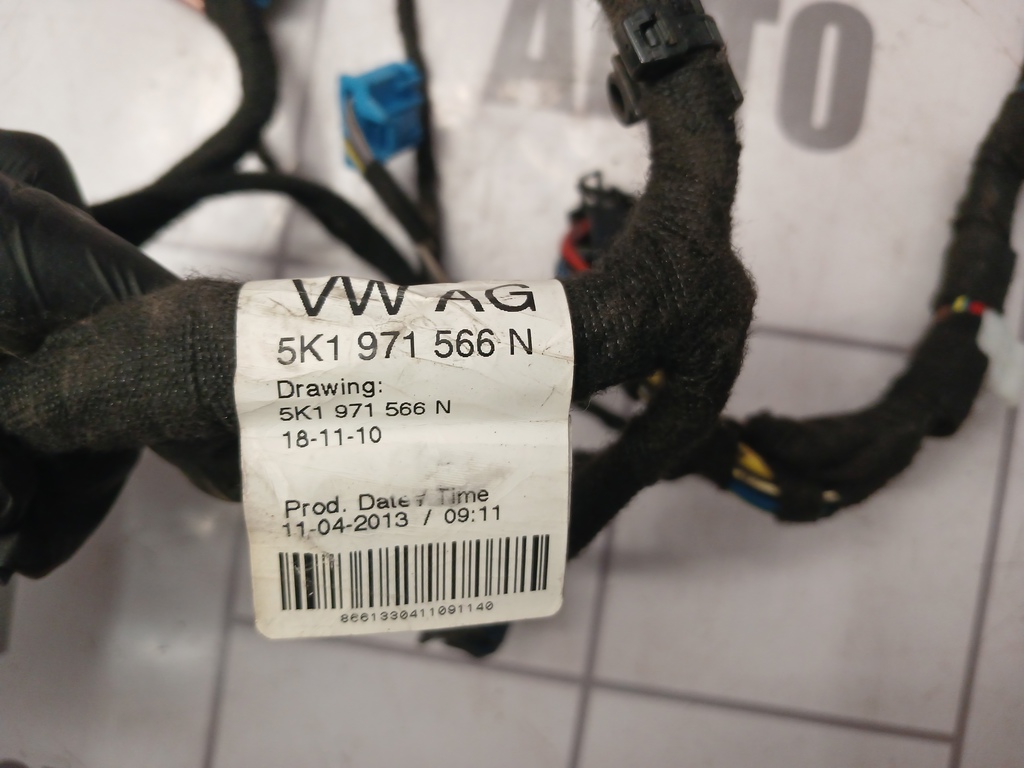 AUTO
VW AG
5K1 971 566 N
Drawing:
5K1 971 566 N
18-11-10
Prod. Date / Time
11-04-2013 / 09:11
8661330411091140